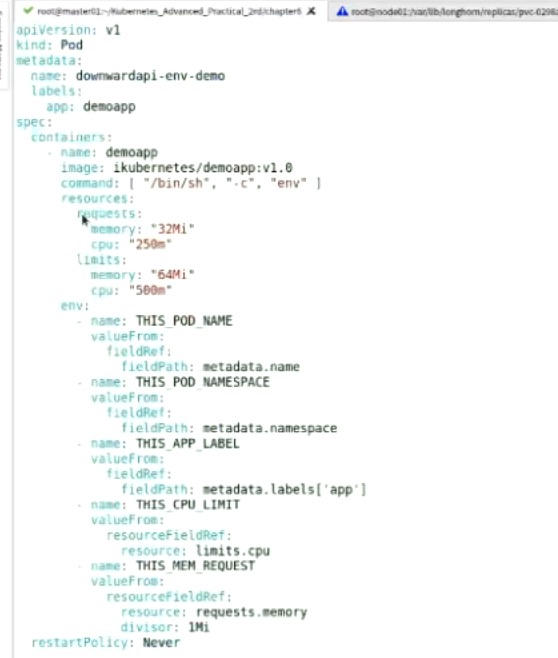 root@master01:~/Kubernetes_Advanced_Practical_2rd/chapter6
root@node01:/var/lib/longhorn/replicas/pvc-0298
apiVersion: v1
kind: Pod
metadata:
  name: downwardapi-env-demo
  labels:
    app: demoapp
spec:
  containers:
    - name: demoapp
      image: ikubernetes/demoapp:v1.0
      command: [ "/bin/sh", "-c", "env" ]
      resources:
        requests:
          memory: "32Mi"
          cpu: "250m"
        limits:
          memory: "64Mi"
          cpu: "500m"
      env:
        - name: THIS_POD_NAME
          valueFrom:
            fieldRef:
              fieldPath: metadata.name
        - name: THIS_POD_NAMESPACE
          valueFrom:
            fieldRef:
              fieldPath: metadata.namespace
        - name: THIS_APP_LABEL
          valueFrom:
            fieldRef:
              fieldPath: metadata.labels['app']
        - name: THIS_CPU_LIMIT
          valueFrom:
            resourceFieldRef:
              resource: limits.cpu
        - name: THIS_MEM_REQUEST
          valueFrom:
            resourceFieldRef:
              resource: requests.memory
              divisor: 1Mi
  restartPolicy: Never